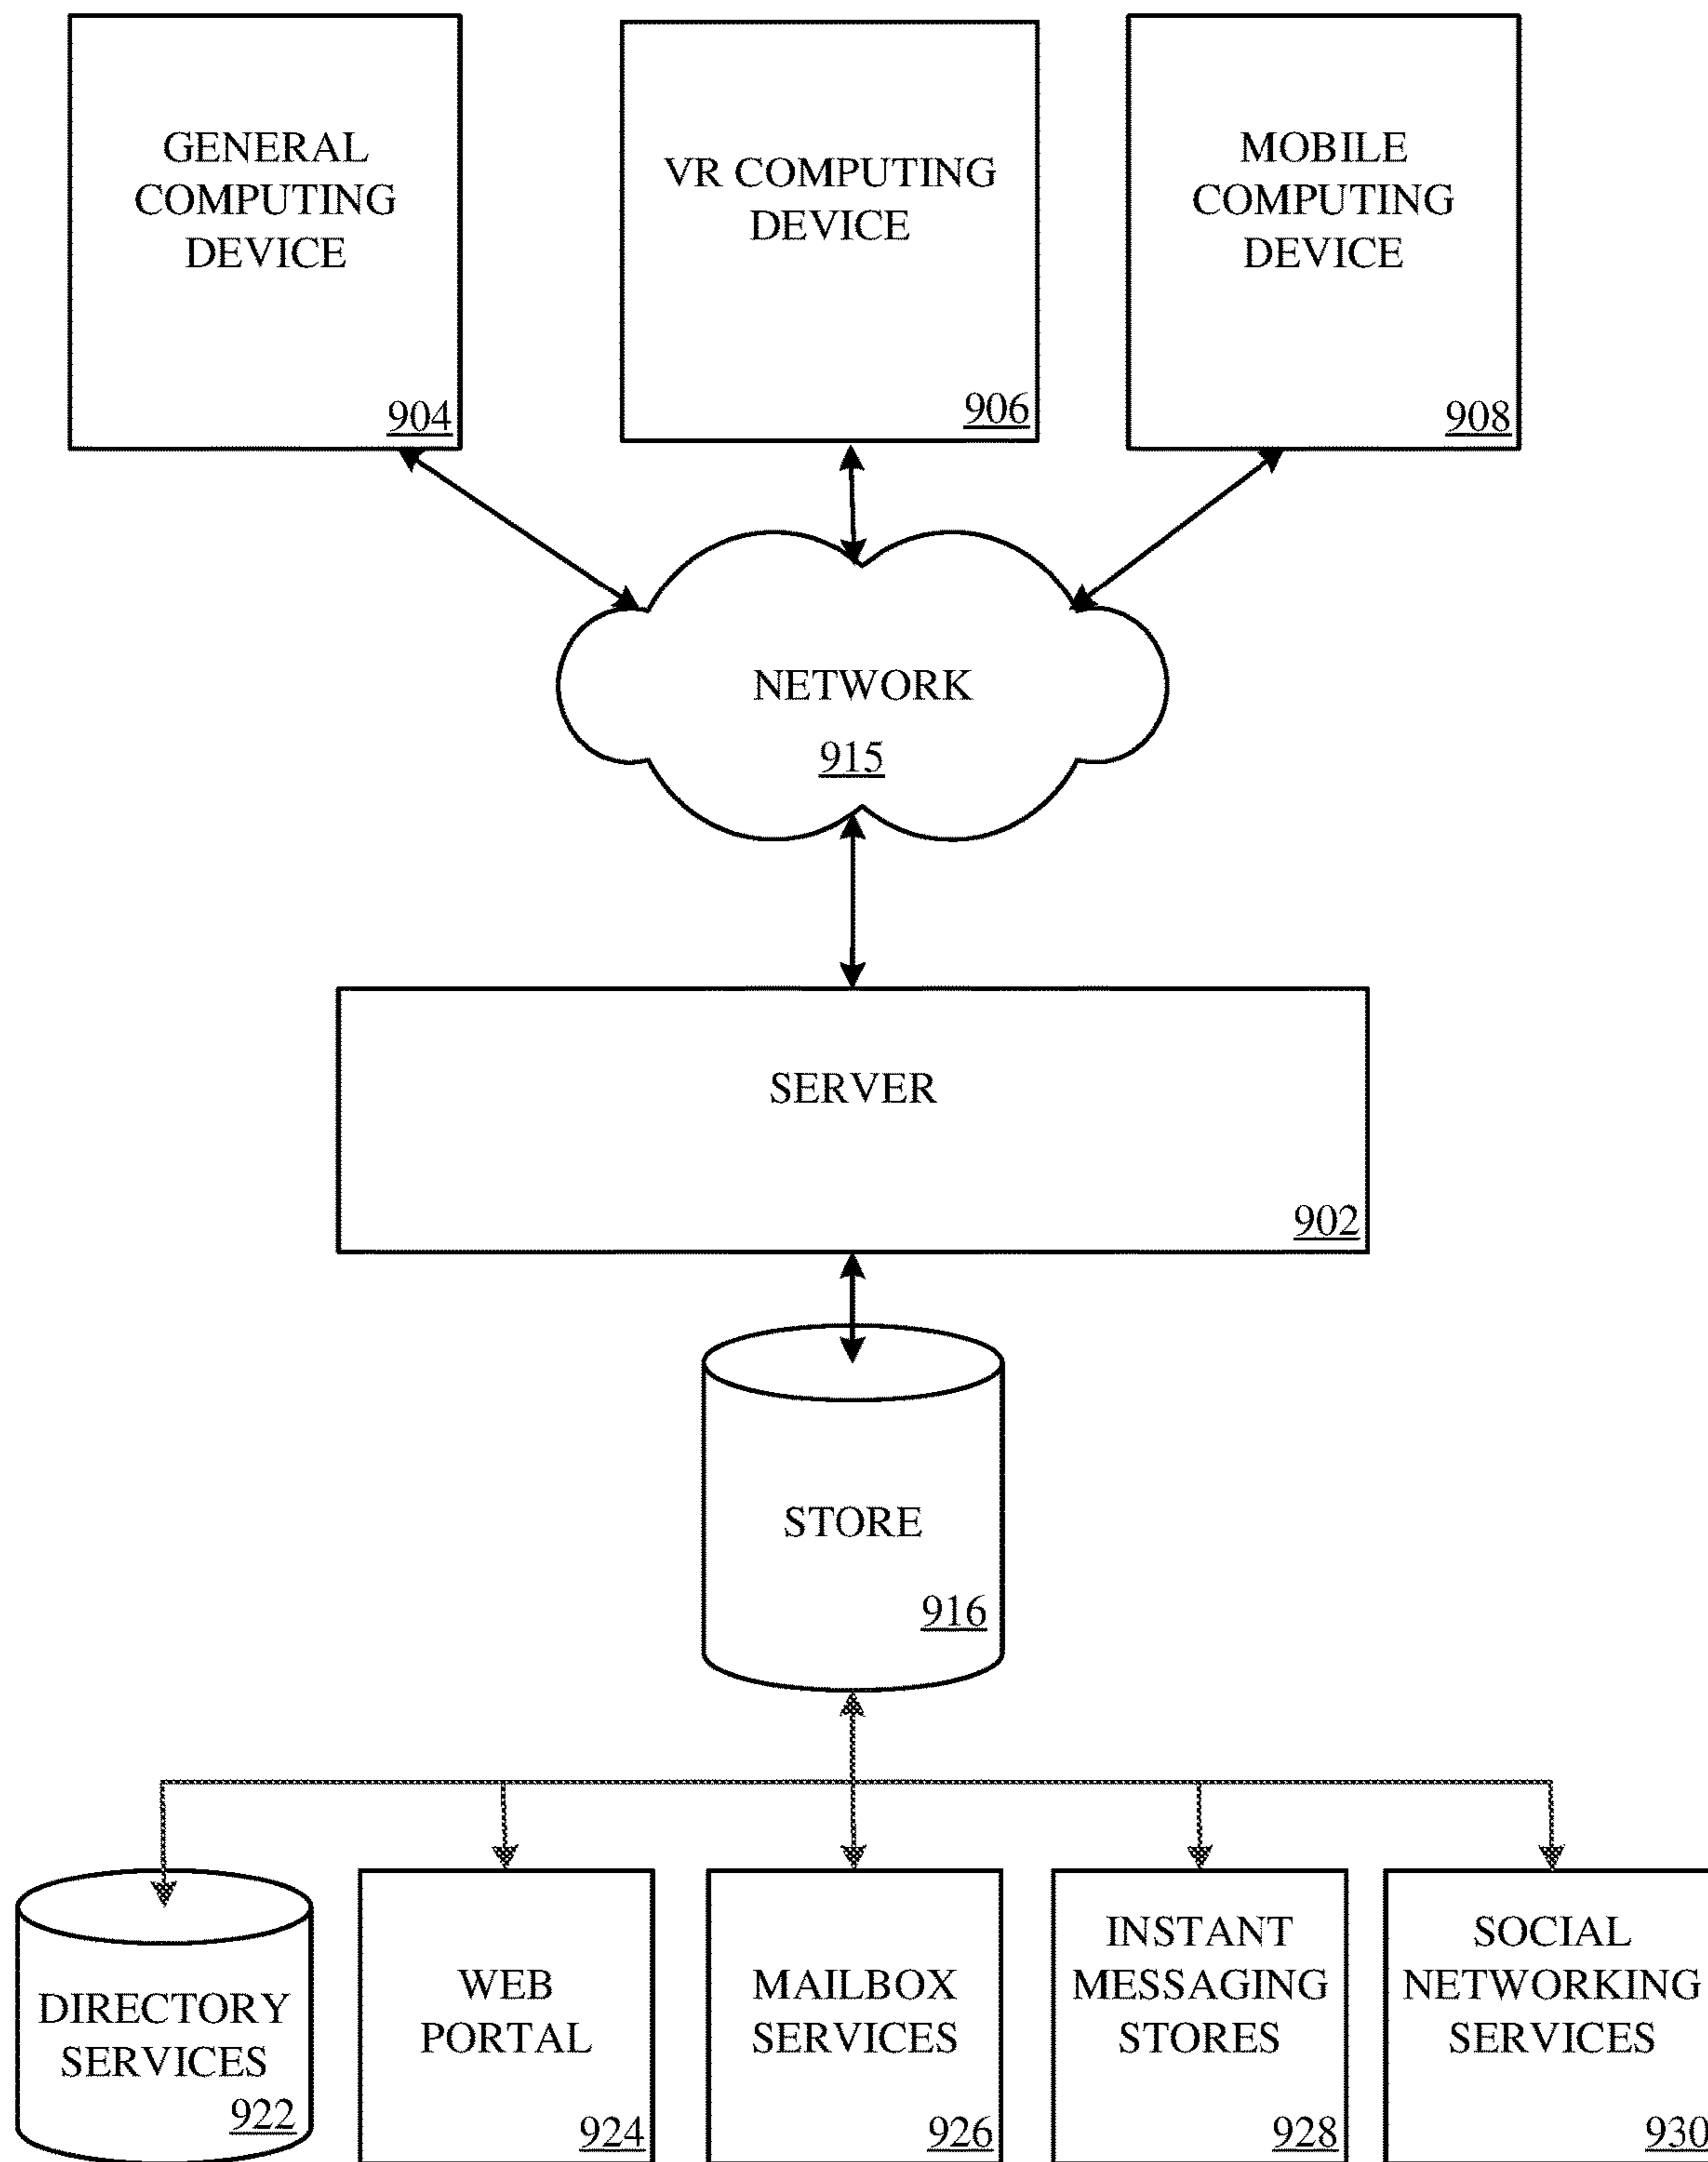 GENERAL
COMPUTING
DEVICE
904
VR COMPUTING
DEVICE
906
MOBILE
COMPUTING
DEVICE
908
NETWORK
915
SERVER
902
STORE
916
DIRECTORY
SERVICES
922
WEB
PORTAL
924
MAILBOX
SERVICES
926
INSTANT
MESSAGING
STORES
928
SOCIAL
NETWORKING
SERVICES
930